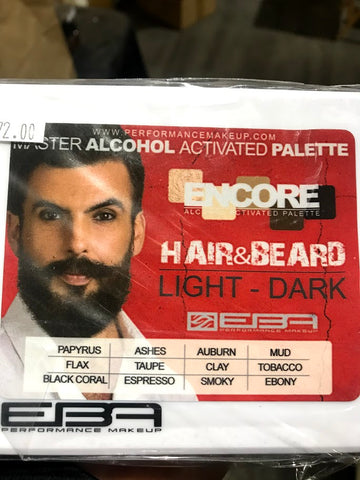 72.00
WWW.PERFORMANCEMAKEUP.COM
MASTER ALCOHOL ACTIVATED PALETTE
ENCORE
ALCOHOL ACTIVATED PALETTE
HAIR&BEARD
LIGHT - DARK
EBA
PERFORMANCE MAKEUP
PAPYRUS ASHES AUBURN MUD
FLAX TAUPE CLAY TOBACCO
BLACK CORAL ESPRESSO SMOKY EBONY
EBA
PERFORMANCE MAKEUP